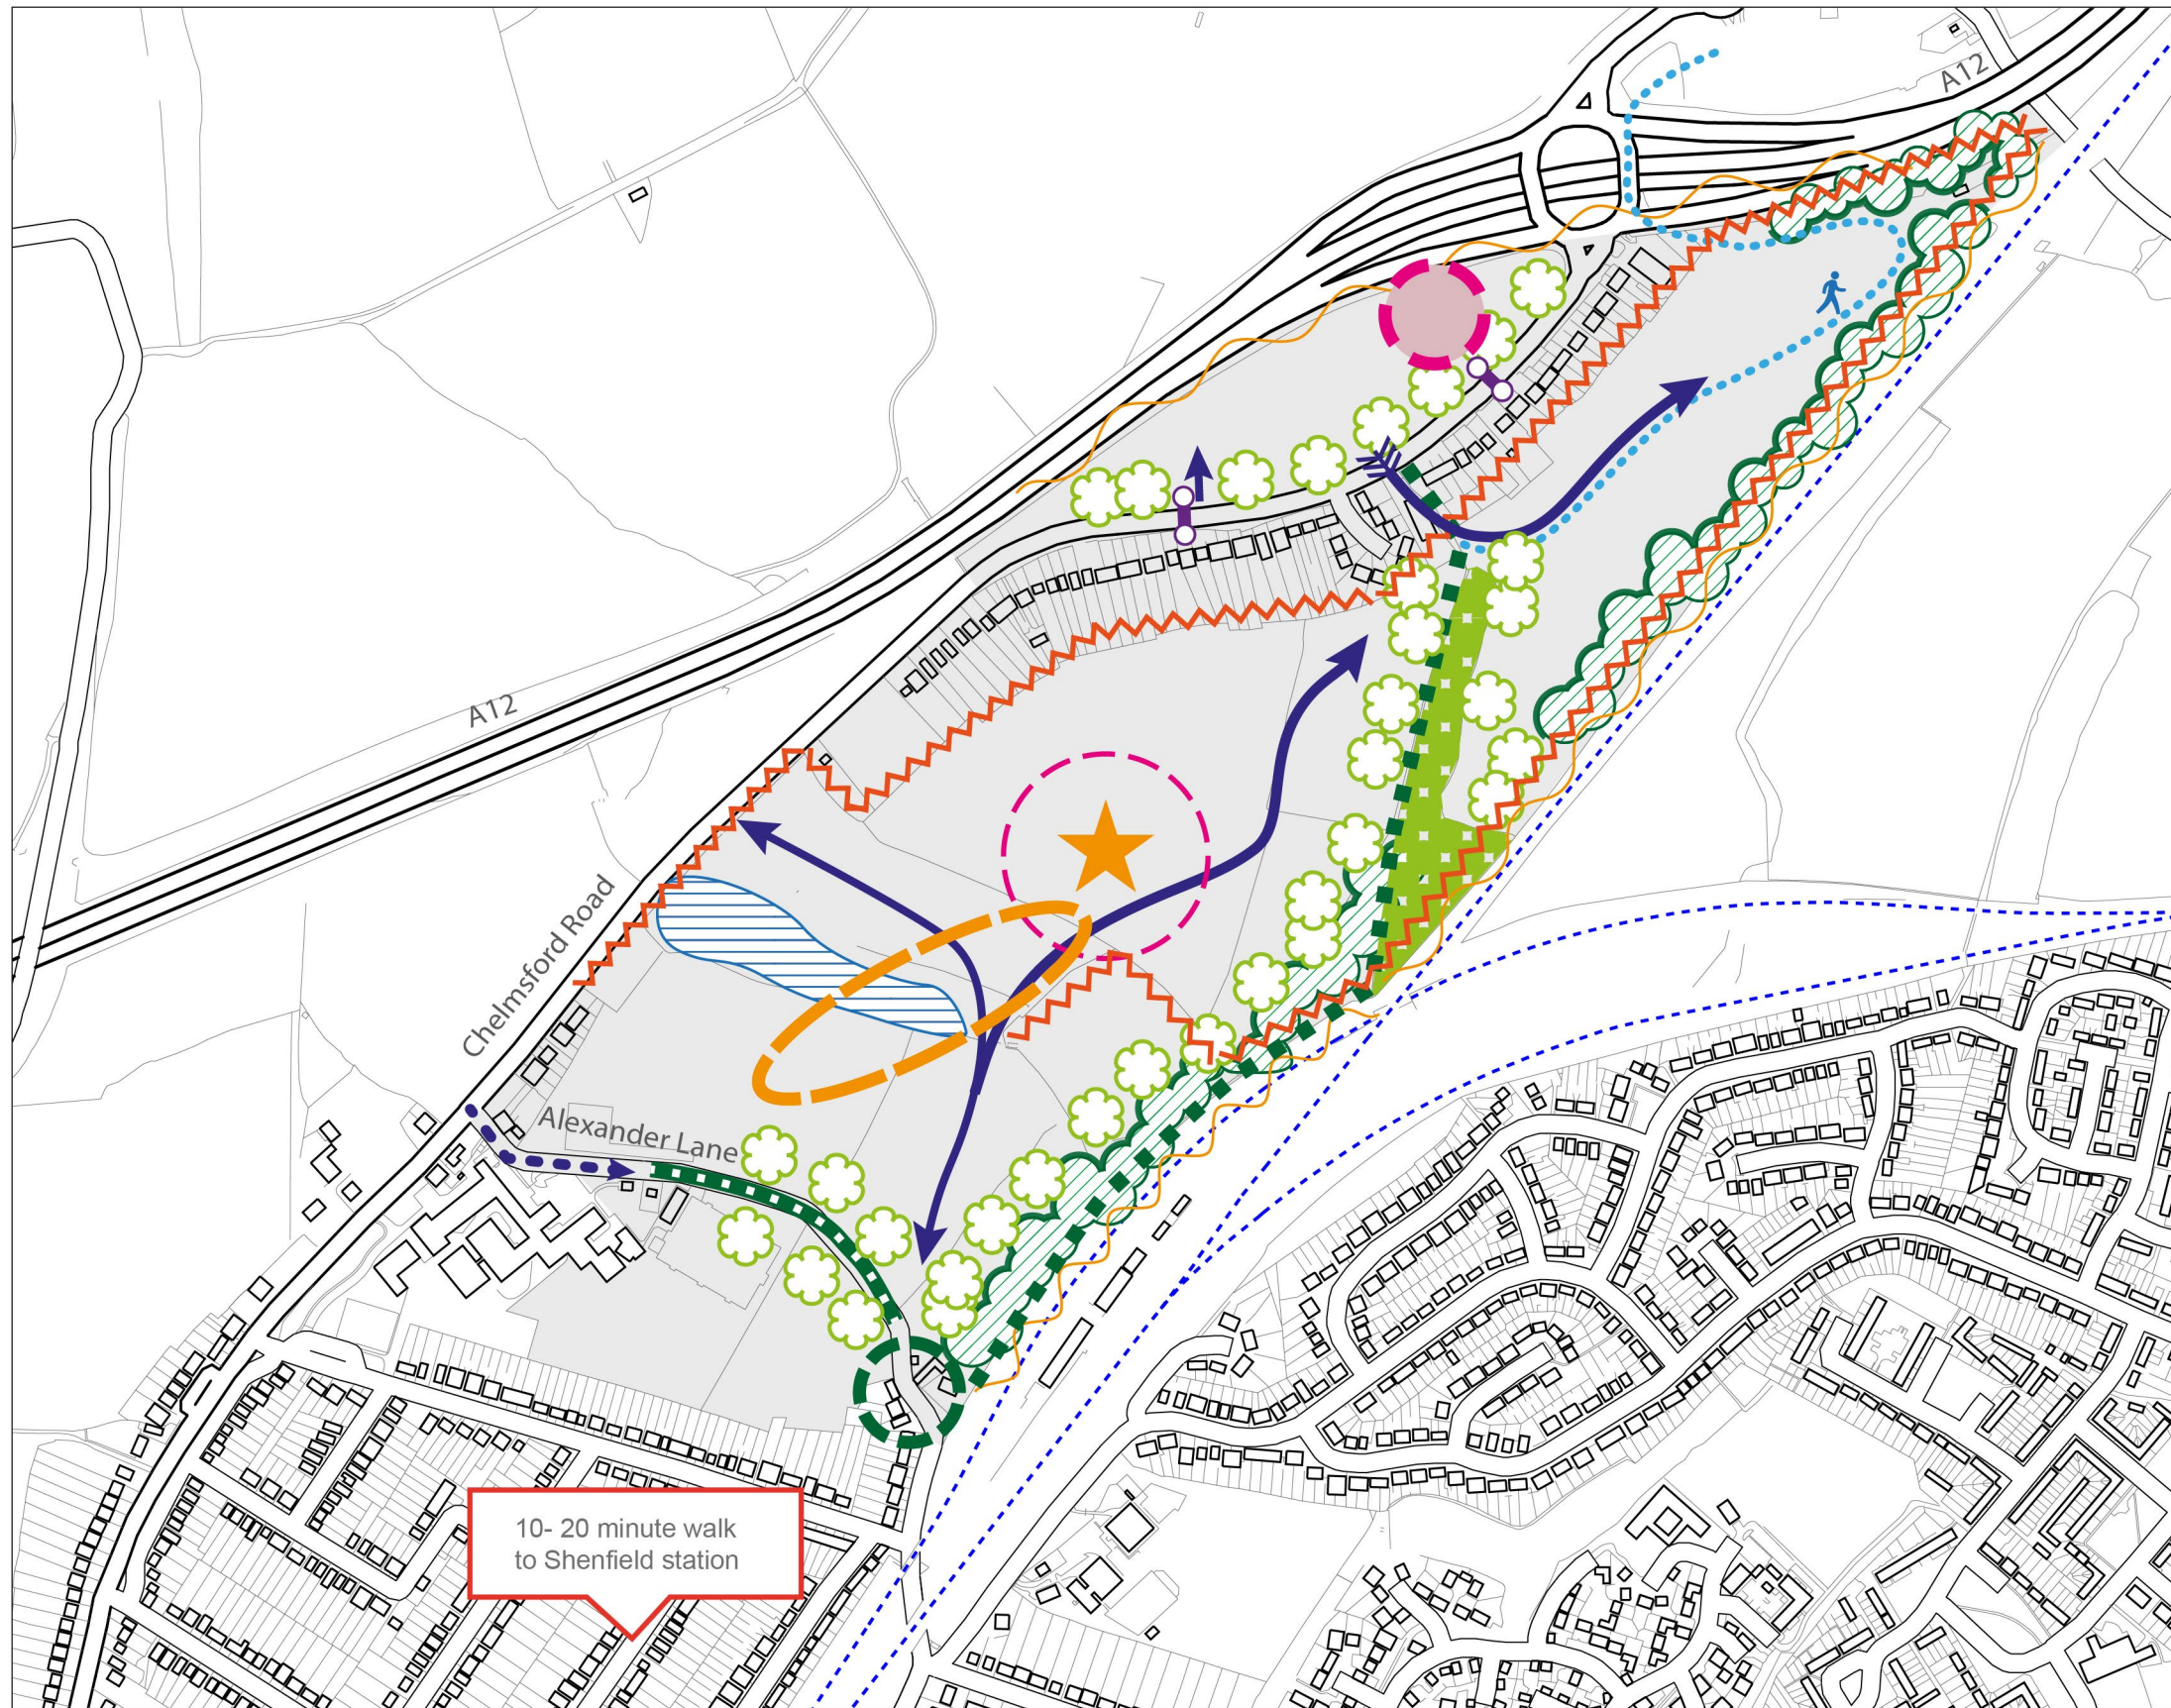 A12
A12
Chelmsford Road
Alexander Lane
10- 20 minute walk
to Shenfield station